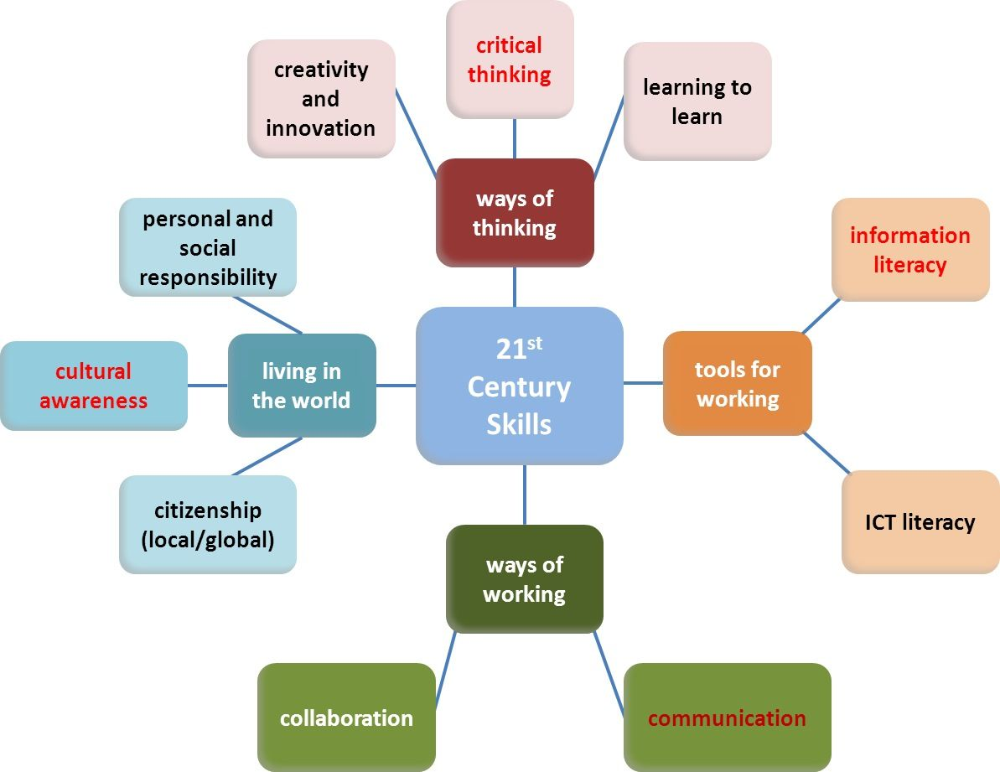 critical
thinking
creativity
and
innovation
learning to
learn
ways of
thinking
personal and
social
responsibility
information
literacy
cultural
awareness
living in
the world
21st
Century
Skills
tools for
working
citizenship
(local/global)
ICT literacy
ways of
working
collaboration
communication